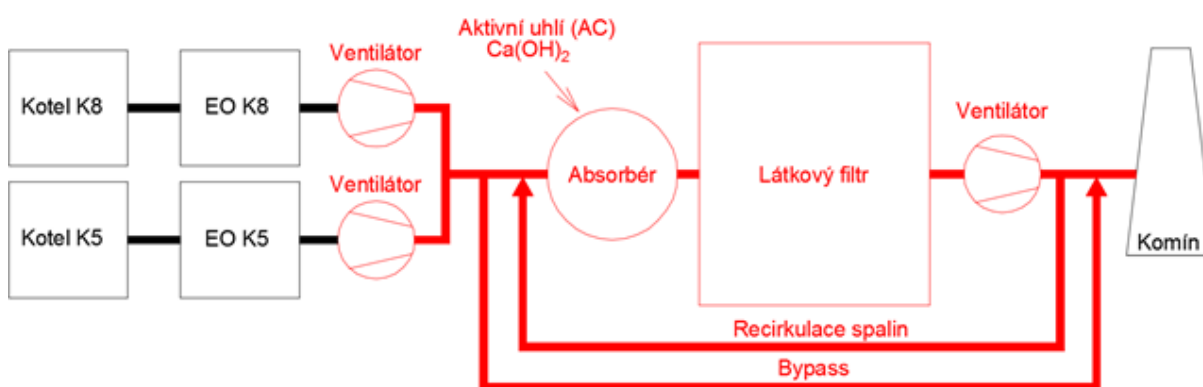 Aktivní uhlí (AC)
Ca(OH)₂
Ventilátor
Kotel K8
EO K8
Ventilátor
Absorbér
Látkový filtr
Ventilátor
Kotel K5
EO K5
Komín
Recirkulace spalin
Bypass